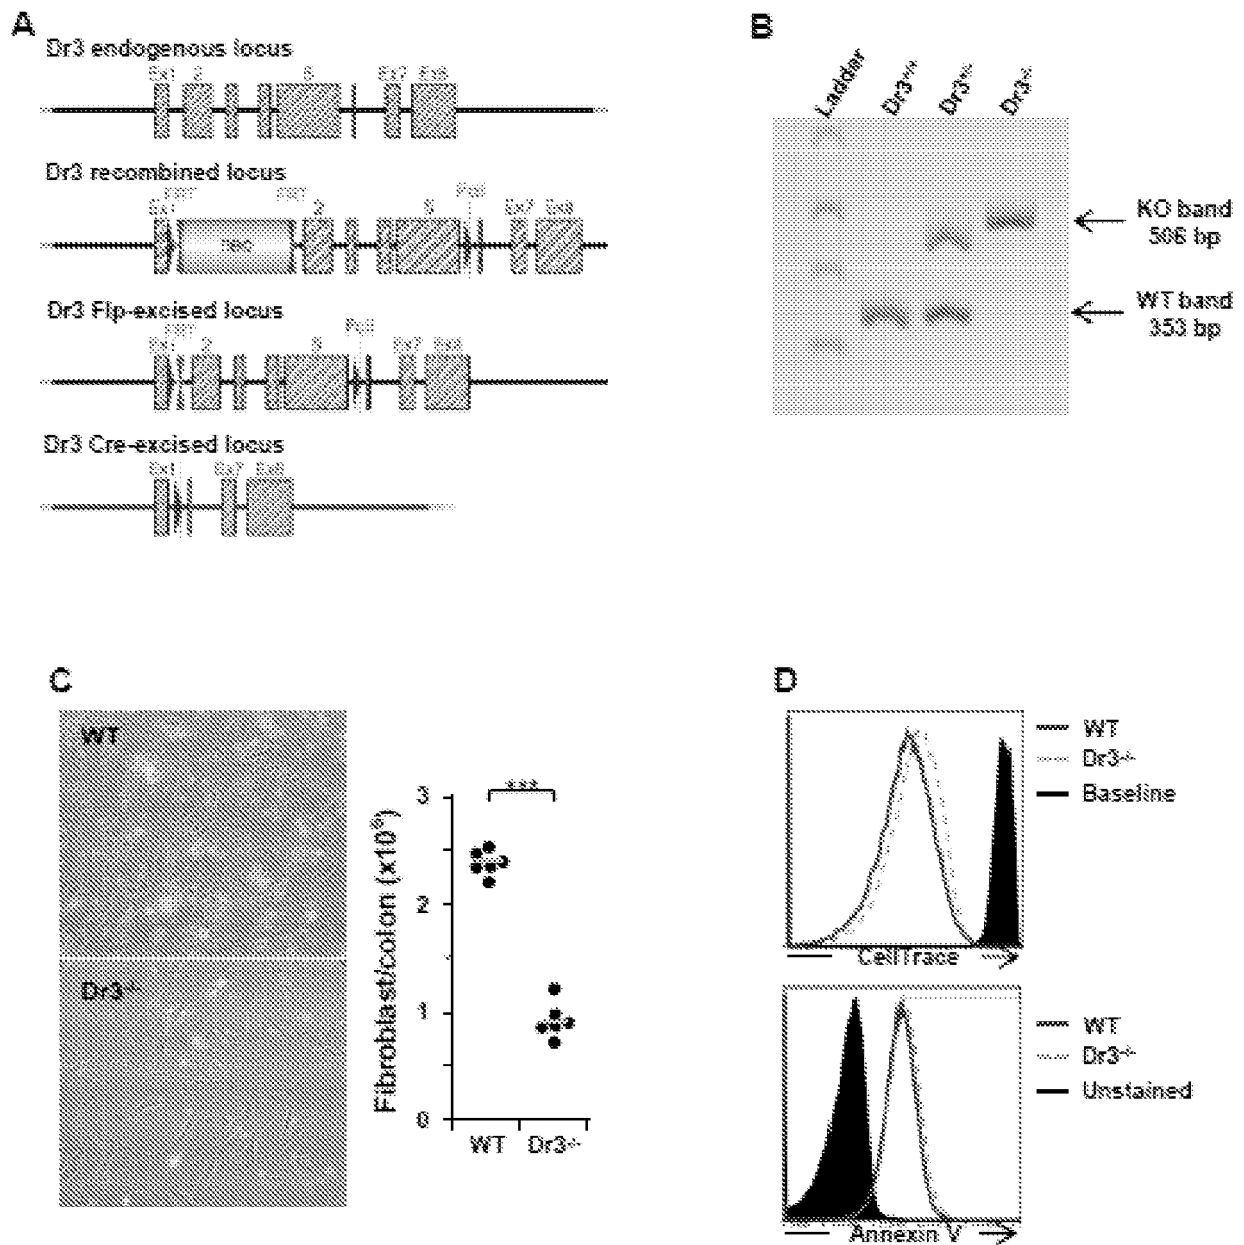 A
Dr3 endogenous locus
Ex1 2 5 Ex7 Ex8
Dr3 recombined locus
FRT FRT PolI
Ex1 2 5 Ex7 Ex8
neo
Dr3 Flp-excised locus
FRT PolI
Ex1 2 5 Ex7 Ex8
Dr3 Cre-excised locus
Ex1 Ex7 Ex8
B
Ladder Dr3+/+ Dr3+/- Dr3-/-
KO band
506 bp
WT band
353 bp
C
WT
Dr3-/-
Fibroblast/colon (x10⁶)
3
2
1
0
***
WT Dr3-/-
D
WT
Dr3-/-
Baseline
CellTrace
WT
Dr3-/-
Unstained
Annexin V